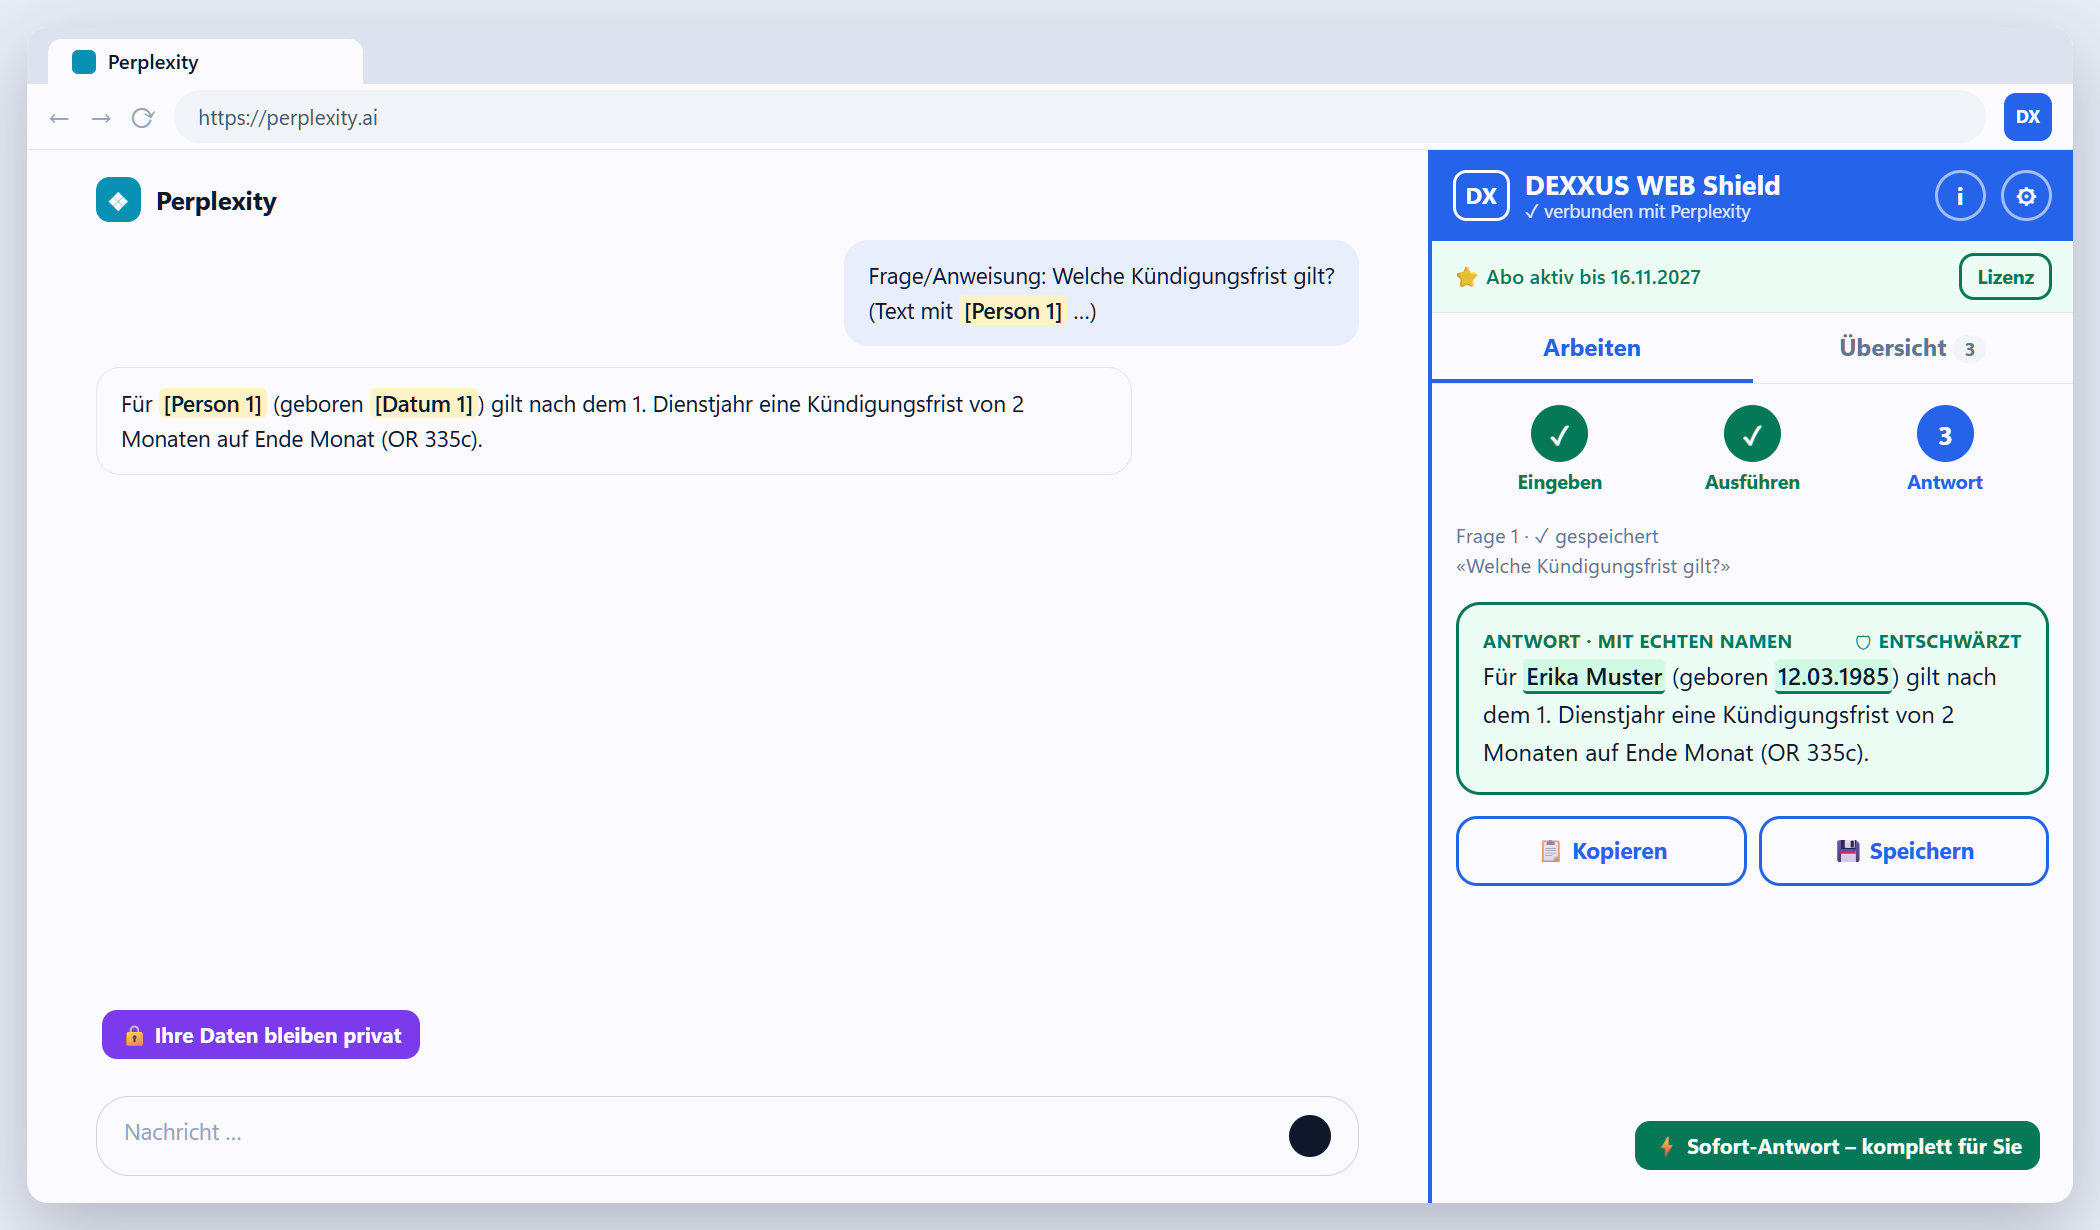 Perplexity
https://perplexity.ai
DX
Perplexity
Frage/Anweisung: Welche Kündigungsfrist gilt?
(Text mit [Person 1] …)
Für [Person 1] (geboren [Datum 1]) gilt nach dem 1. Dienstjahr eine Kündigungsfrist von 2
Monaten auf Ende Monat (OR 335c).
🔒 Ihre Daten bleiben privat
Nachricht …
DX
DEXXUS WEB Shield
✓ verbunden mit Perplexity
i
⭐ Abo aktiv bis 16.11.2027
Lizenz
Arbeiten
Übersicht 3
✓
✓
3
Eingeben
Ausführen
Antwort
Frage 1 · ✓ gespeichert
«Welche Kündigungsfrist gilt?»
ANTWORT · MIT ECHTEN NAMEN
ENTSCHWÄRZT
Für Erika Muster (geboren 12.03.1985) gilt nach
dem 1. Dienstjahr eine Kündigungsfrist von 2
Monaten auf Ende Monat (OR 335c).
📋 Kopieren
💾 Speichern
⚡ Sofort-Antwort – komplett für Sie